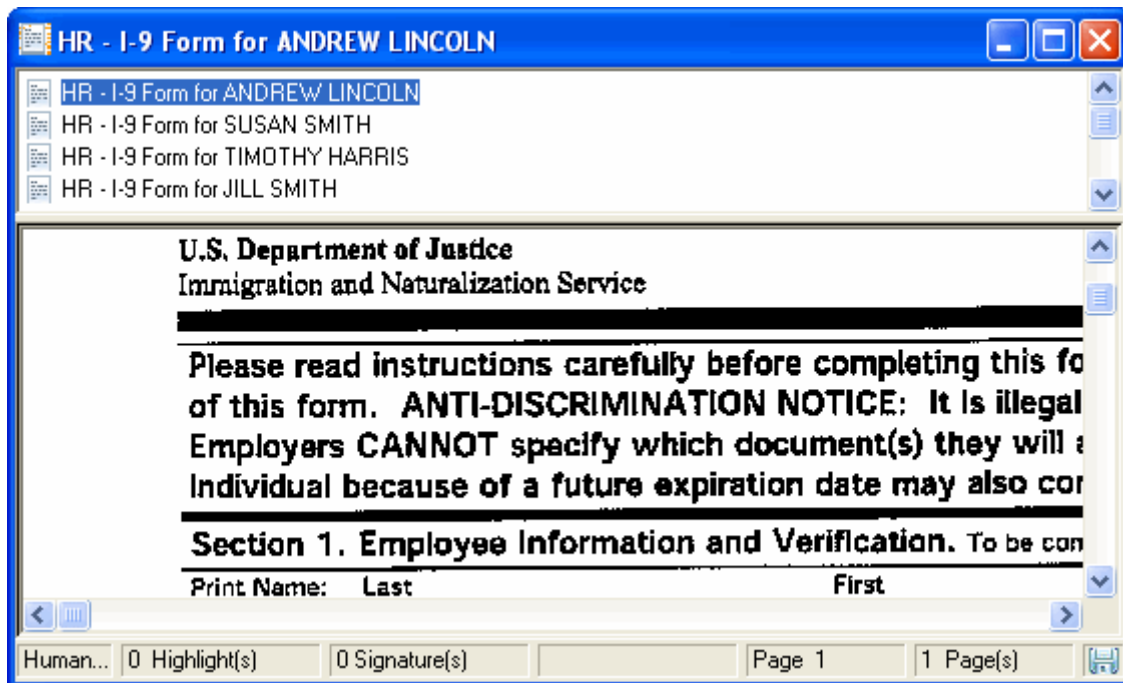 HR - I-9 Form for ANDREW LINCOLN
HR - I-9 Form for ANDREW LINCOLN
HR - I-9 Form for SUSAN SMITH
HR - I-9 Form for TIMOTHY HARRIS
HR - I-9 Form for JILL SMITH
U.S. Department of Justice
Immigration and Naturalization Service
Please read instructions carefully before completing this fo
of this form. ANTI-DISCRIMINATION NOTICE: It is illegal
Employers CANNOT specify which document(s) they will a
individual because of a future expiration date may also con
Section 1. Employee Information and Verification. To be com
Print Name: Last First
Human... 0 Highlight(s) 0 Signature(s) Page 1 1 Page(s)